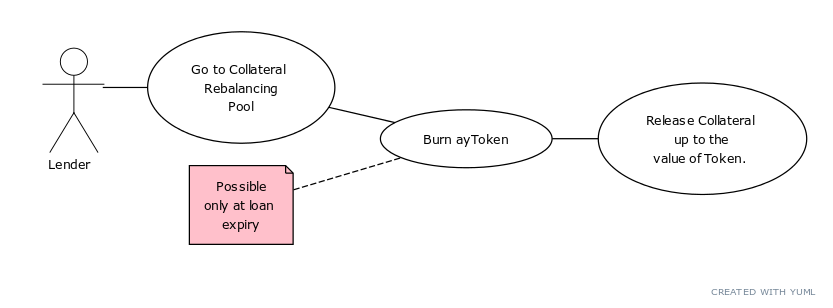 Go to Collateral
Rebalancing
Pool
Lender
Burn ayToken
Release Collateral
up to the
value of Token.
Possible
only at loan
expiry
CREATED WITH YUML